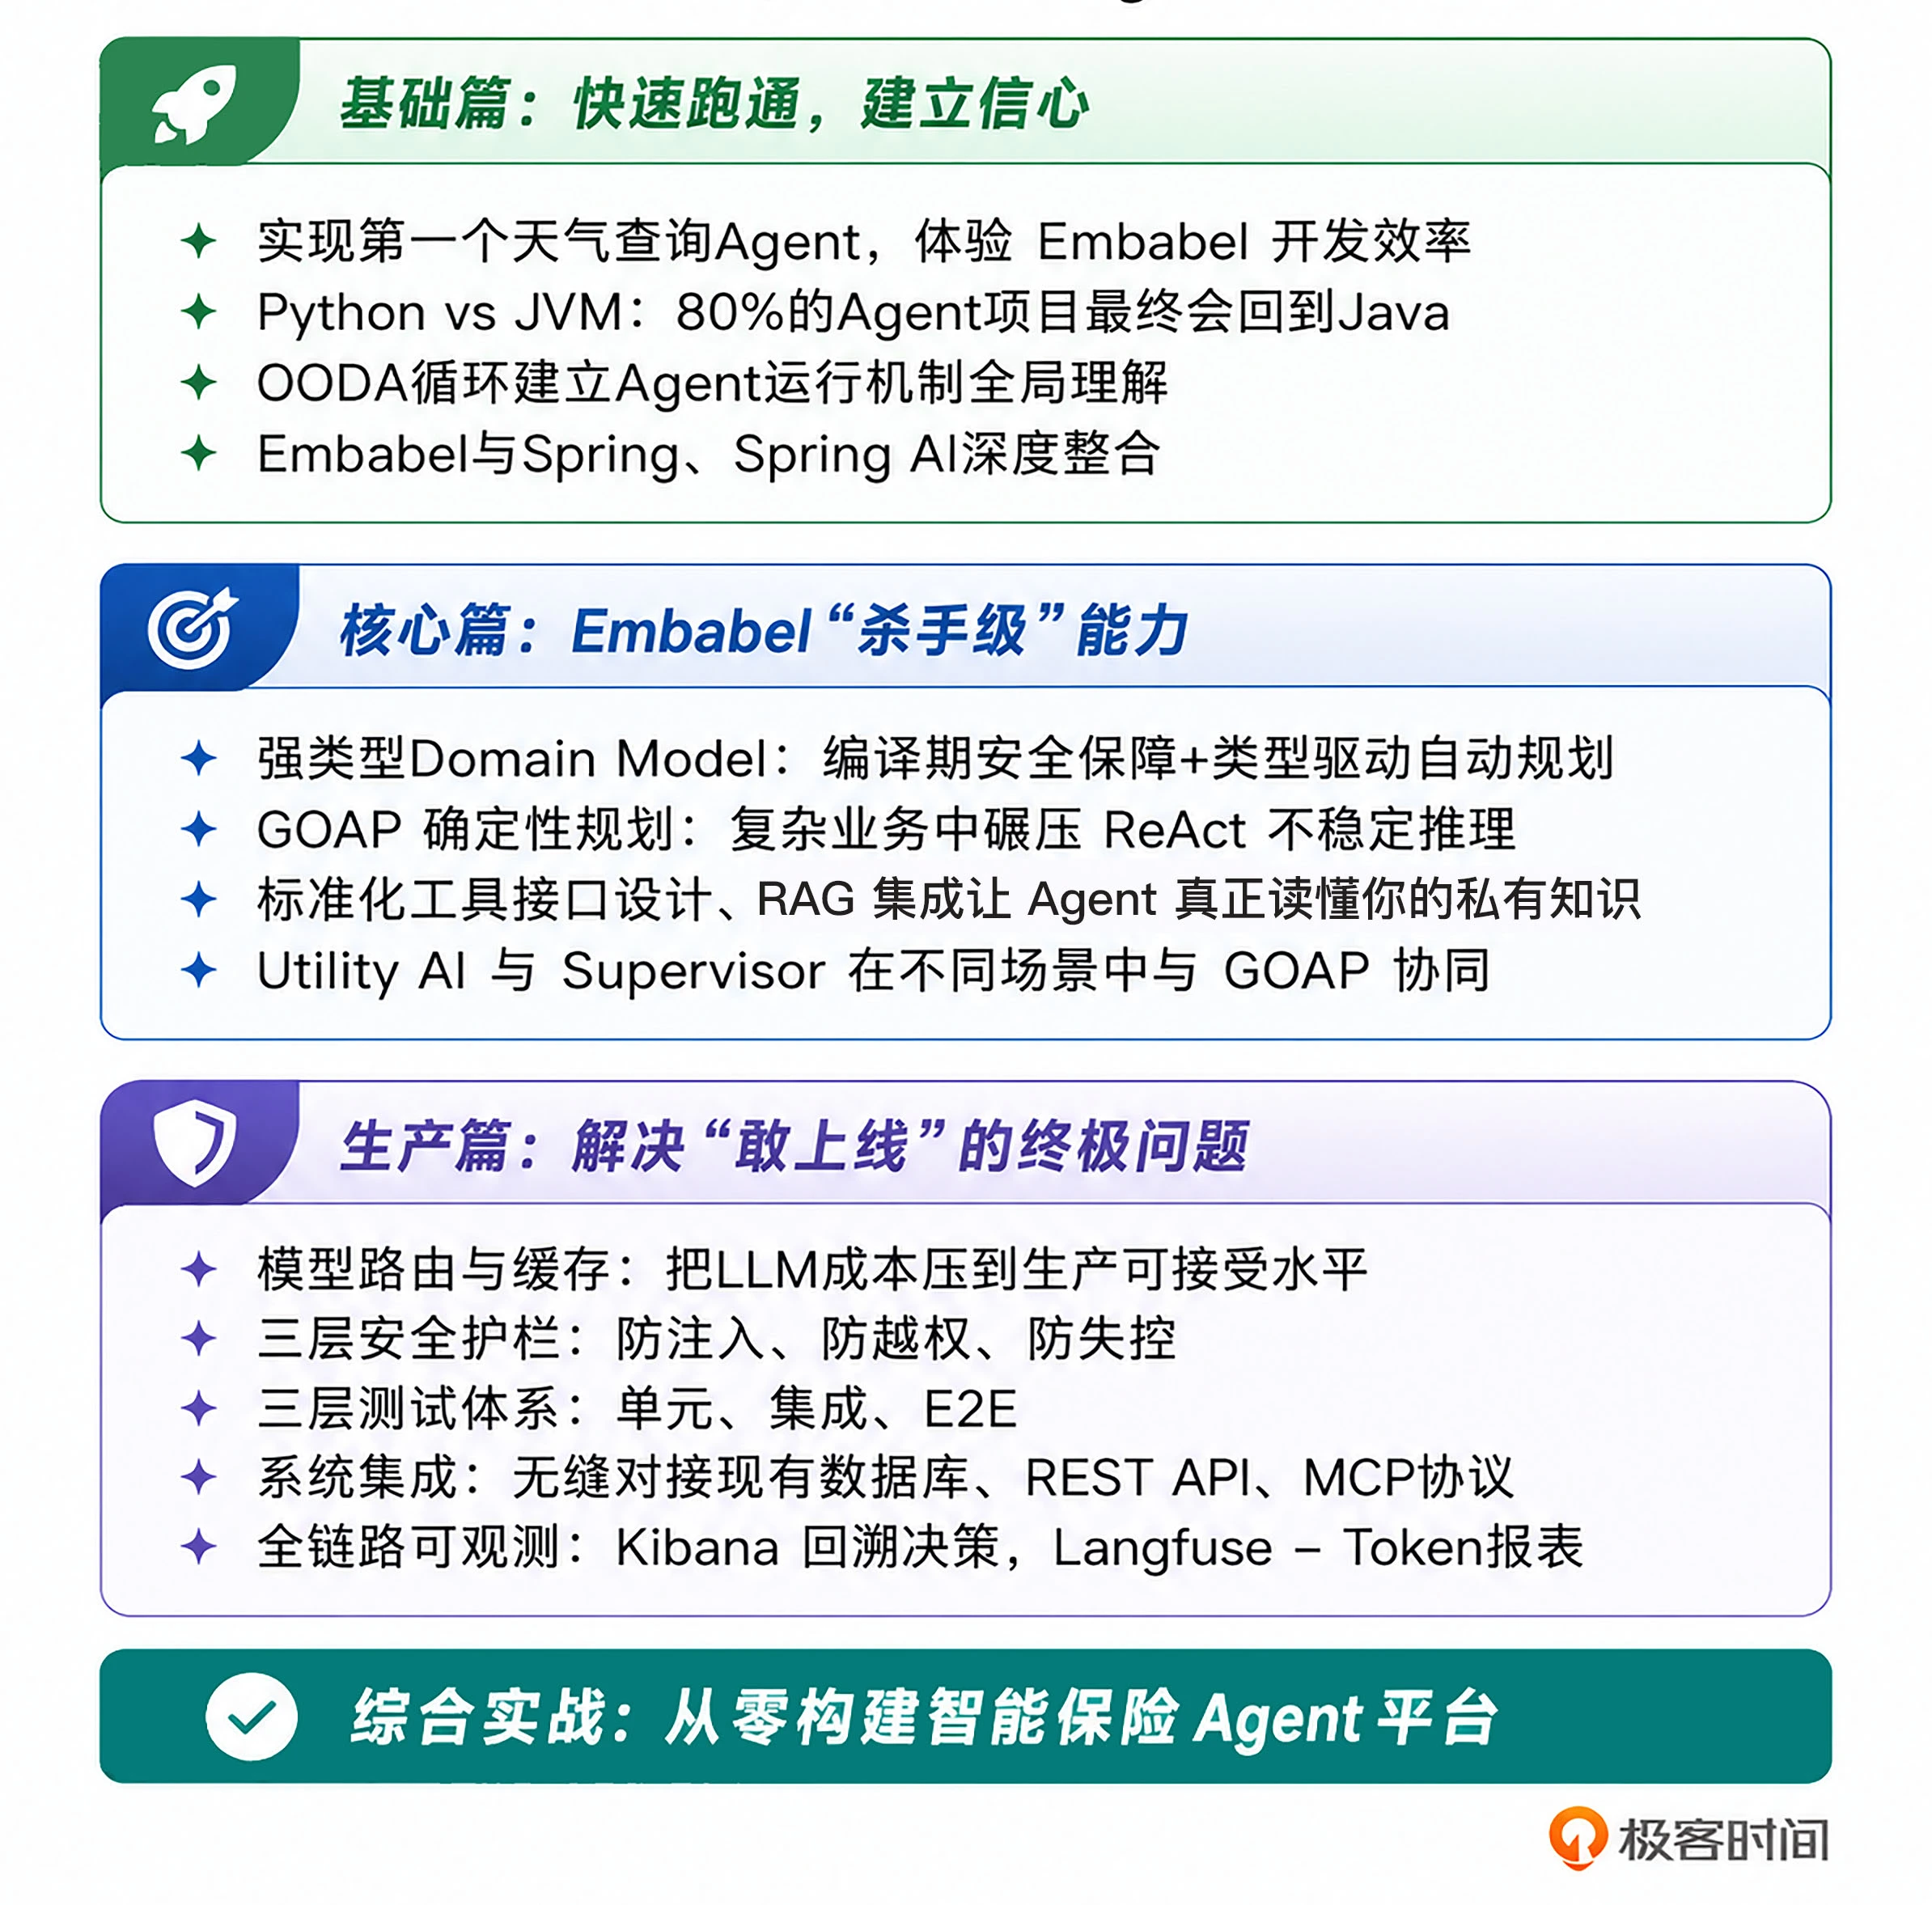 基础篇：快速跑通，建立信心
实现第一个天气查询Agent，体验 Embabel 开发效率
Python vs JVM：80%的Agent项目最终会回到Java
OODA循环建立Agent运行机制全局理解
Embabel与Spring、Spring AI深度整合
核心篇：Embabel“杀手级”能力
强类型Domain Model：编译期安全保障+类型驱动自动规划
GOAP 确定性规划：复杂业务中碾压 ReAct 不稳定推理
标准化工具接口设计、RAG 集成让 Agent 真正读懂你的私有知识
Utility AI 与 Supervisor 在不同场景中与 GOAP 协同
生产篇：解决“敢上线”的终极问题
模型路由与缓存：把LLM成本压到生产可接受水平
三层安全护栏：防注入、防越权、防失控
三层测试体系：单元、集成、E2E
系统集成：无缝对接现有数据库、REST API、MCP协议
全链路可观测：Kibana 回溯决策，Langfuse – Token报表
综合实战：从零构建智能保险 Agent 平台
极客时间